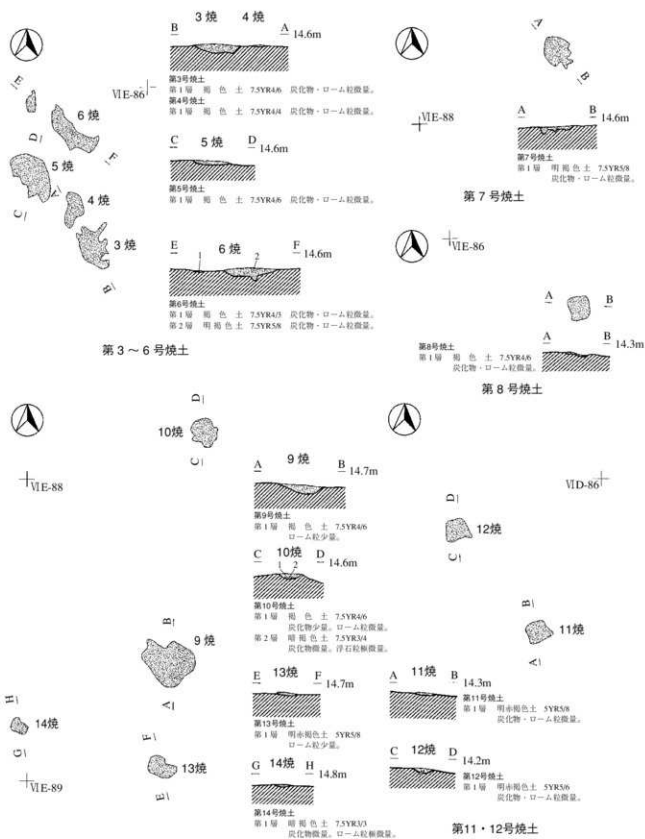 3焼 4焼
B A 14.6m
第3号焼土
第1層 褐色土 7.5YR4/6 炭化物・ローム粒微量。
第4号焼土
第1層 褐色土 7.5YR4/4 炭化物・ローム粒微量。
ⅥE-86
E
6焼
D
F
5焼
A
C
4焼
3焼
B
5焼
C D 14.6m
第5号焼土
第1層 褐色土 7.5YR4/6 炭化物・ローム粒微量。
6焼
E 1 2 F 14.6m
第6号焼土
第1層 褐色土 7.5YR4/3 炭化物・ローム粒微量。
第2層 明褐色土 7.5YR5/8 炭化物・ローム粒微量。
第3～6号焼土
A
B
ⅥE-88
A B 14.6m
第7号焼土
第1層 明褐色土 7.5YR5/8
炭化物・ローム粒微量。
第7号焼土
ⅥE-86
A B
A B 14.3m
第8号焼土
第1層 褐色土 7.5YR4/6
炭化物・ローム粒微量。
第8号焼土
D
10焼
C
ⅥE-88
B
9焼
A
H
14焼
G
F
13焼
E
ⅥE-89
9焼
A B 14.7m
第9号焼土
第1層 褐色土 7.5YR4/6
ローム粒少量。
10焼
C 1 2 D 14.6m
第10号焼土
第1層 褐色土 7.5YR4/6
炭化物少量。ローム粒微量。
第2層 暗褐色土 7.5YR3/4
炭化物微量。浮石粒極微量。
13焼
E F 14.7m
第13号焼土
第1層 明赤褐色土 5YR5/8
ローム粒少量。
14焼
G H 14.8m
第14号焼土
第1層 暗褐色土 7.5YR3/3
炭化物微量。ローム粒極微量。
ⅥD-86
D
12焼
C
B
11焼
A
11焼
A B 14.3m
第11号焼土
第1層 明赤褐色土 5YR5/8
炭化物・ローム粒微量。
12焼
C D 14.2m
第12号焼土
第1層 明赤褐色土 5YR5/6
炭化物・ローム粒微量。
第11・12号焼土